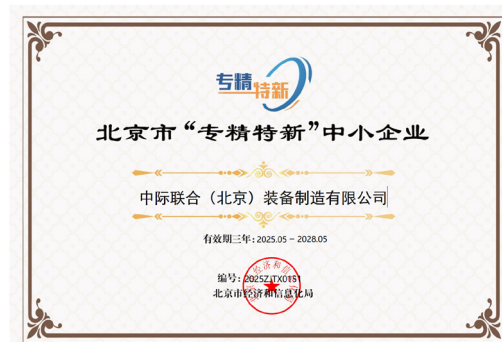 专精特新
北京市“专精特新”中小企业
中际联合（北京）装备制造有限公司
有效期三年：2025.05－2028.05
编号：2025ZJTX0151
北京市经济和信息化局